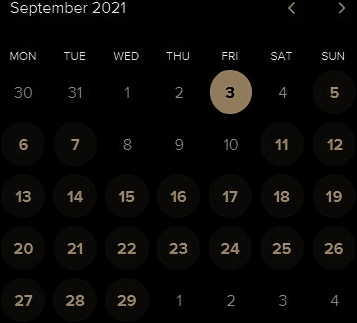 September 2021
MON TUE WED THU FRI SAT SUN
30 31 1 2 3 4 5
6 7 8 9 10 11 12
13 14 15 16 17 18 19
20 21 22 23 24 25 26
27 28 29 1 2 3 4